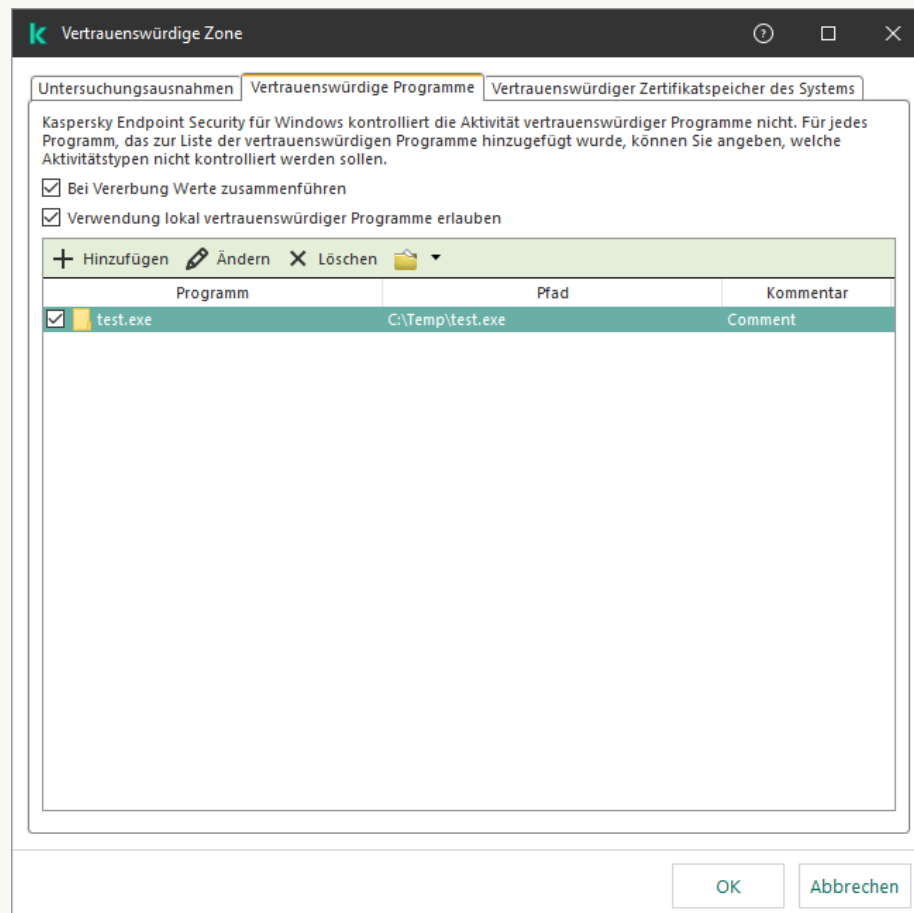 Vertrauenswürdige Zone
Untersuchungsausnahmen Vertrauenswürdige Programme Vertrauenswürdiger Zertifikatspeicher des Systems
Kaspersky Endpoint Security für Windows kontrolliert die Aktivität vertrauenswürdiger Programme nicht. Für jedes
Programm, das zur Liste der vertrauenswürdigen Programme hinzugefügt wurde, können Sie angeben, welche
Aktivitätstypen nicht kontrolliert werden sollen.
Bei Vererbung Werte zusammenführen
Verwendung lokal vertrauenswürdiger Programme erlauben
Hinzufügen Ändern Löschen
Programm Pfad Kommentar
test.exe C:\Temp\test.exe Comment
OK Abbrechen